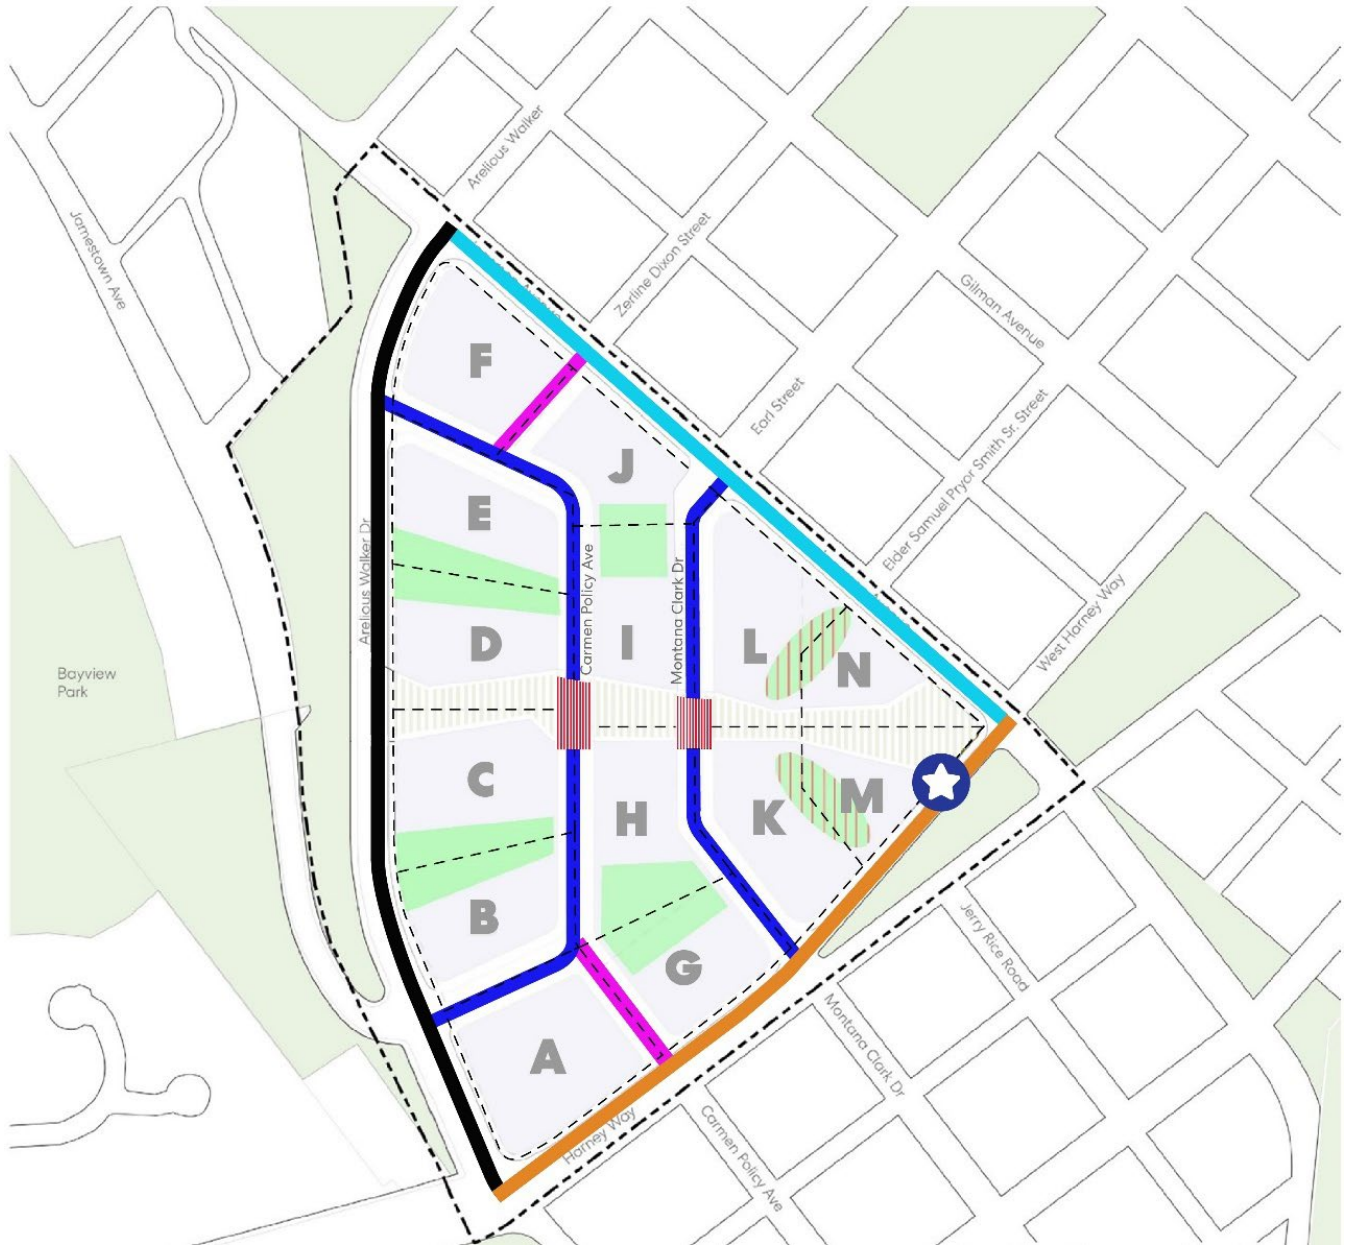 Arelious Walker
Jamestown Ave
Zerline Dixon Street
Gilman Avenue
F
Earl Street
Elder Samuel Pryor Smith Sr. Street
J
E
Arelious Walker Dr
Carmen Policy Ave
Montana Clark Dr
West Harney Way
D
I
L
N
Bayview
Park
C
H
K
M
B
G
Jerry Rice Road
A
Montana Clark Dr
Harney Way
Carmen Policy Ave